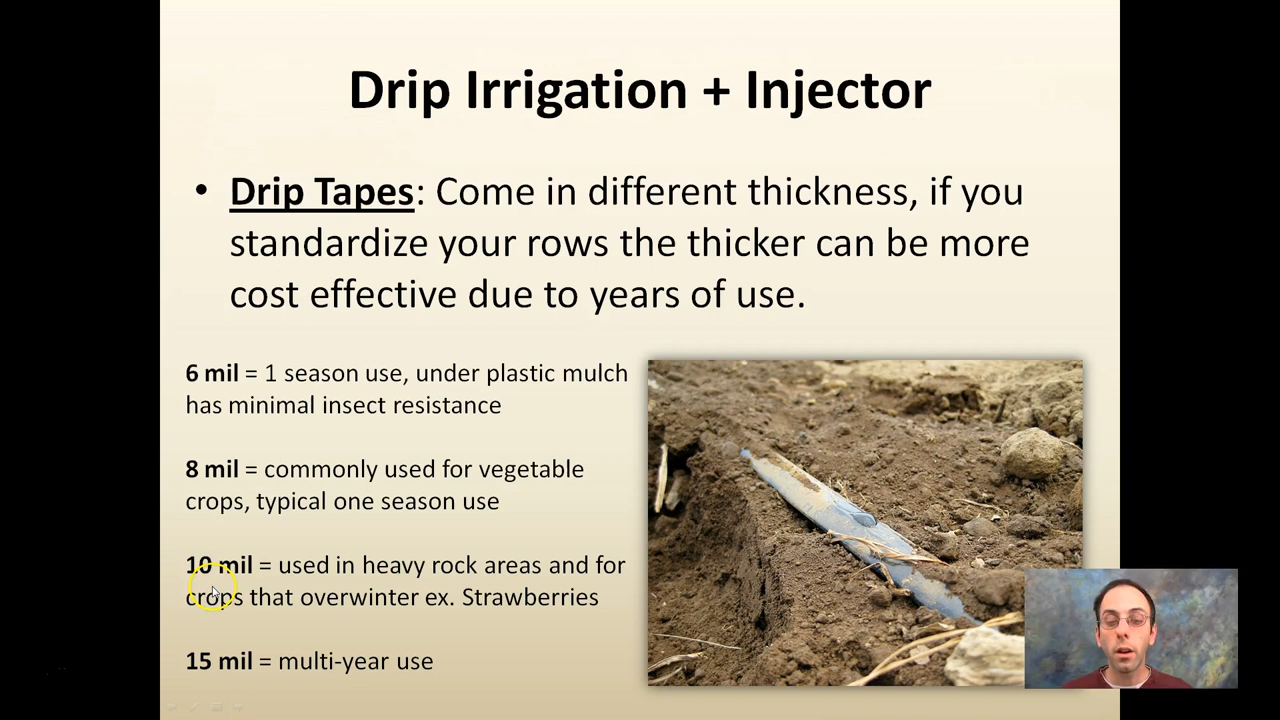 Drip Irrigation + Injector
• Drip Tapes: Come in different thickness, if you
standardize your rows the thicker can be more
cost effective due to years of use.
6 mil = 1 season use, under plastic mulch
has minimal insect resistance
8 mil = commonly used for vegetable
crops, typical one season use
10 mil = used in heavy rock areas and for
crops that overwinter ex. Strawberries
15 mil = multi-year use